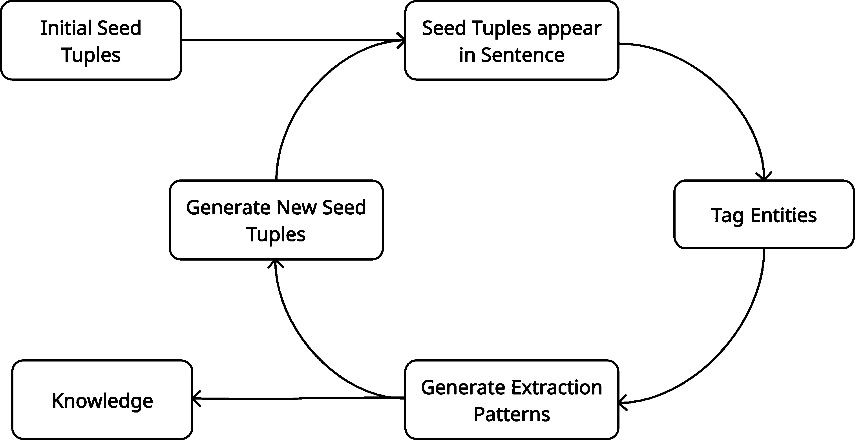 Initial Seed
Tuples
Seed Tuples appear
in Sentence
Generate New Seed
Tuples
Tag Entities
Knowledge
Generate Extraction
Patterns